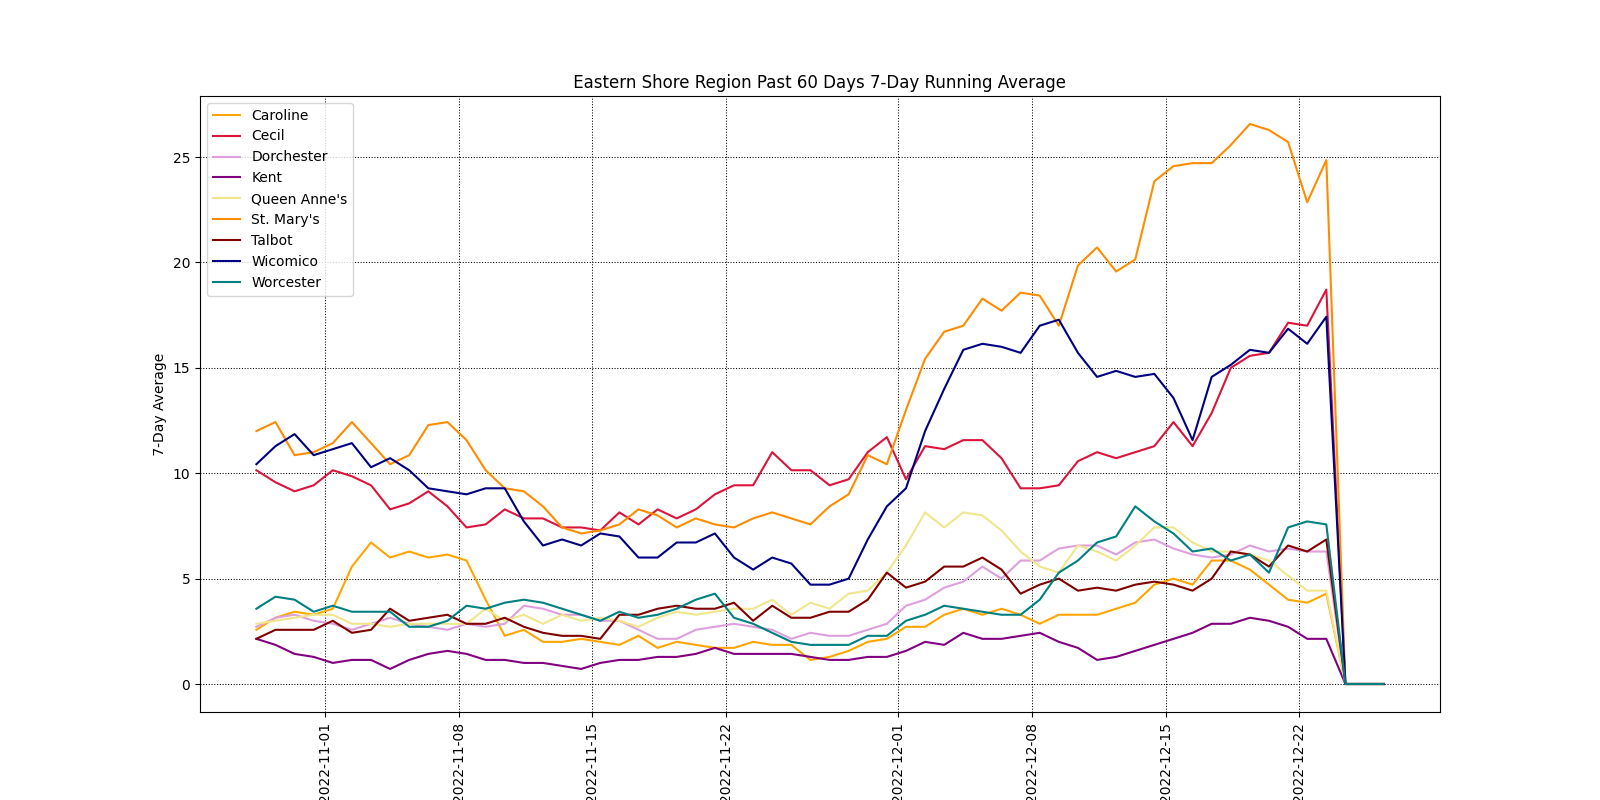 Eastern Shore Region Past 60 Days 7-Day Running Average
Caroline
Cecil
Dorchester
Kent
Queen Anne's
St. Mary's
Talbot
Wicomico
Worcester
7-Day Average
25
20
15
10
5
0
2022-11-01
2022-11-08
2022-11-15
2022-11-22
2022-12-01
2022-12-08
2022-12-15
2022-12-22